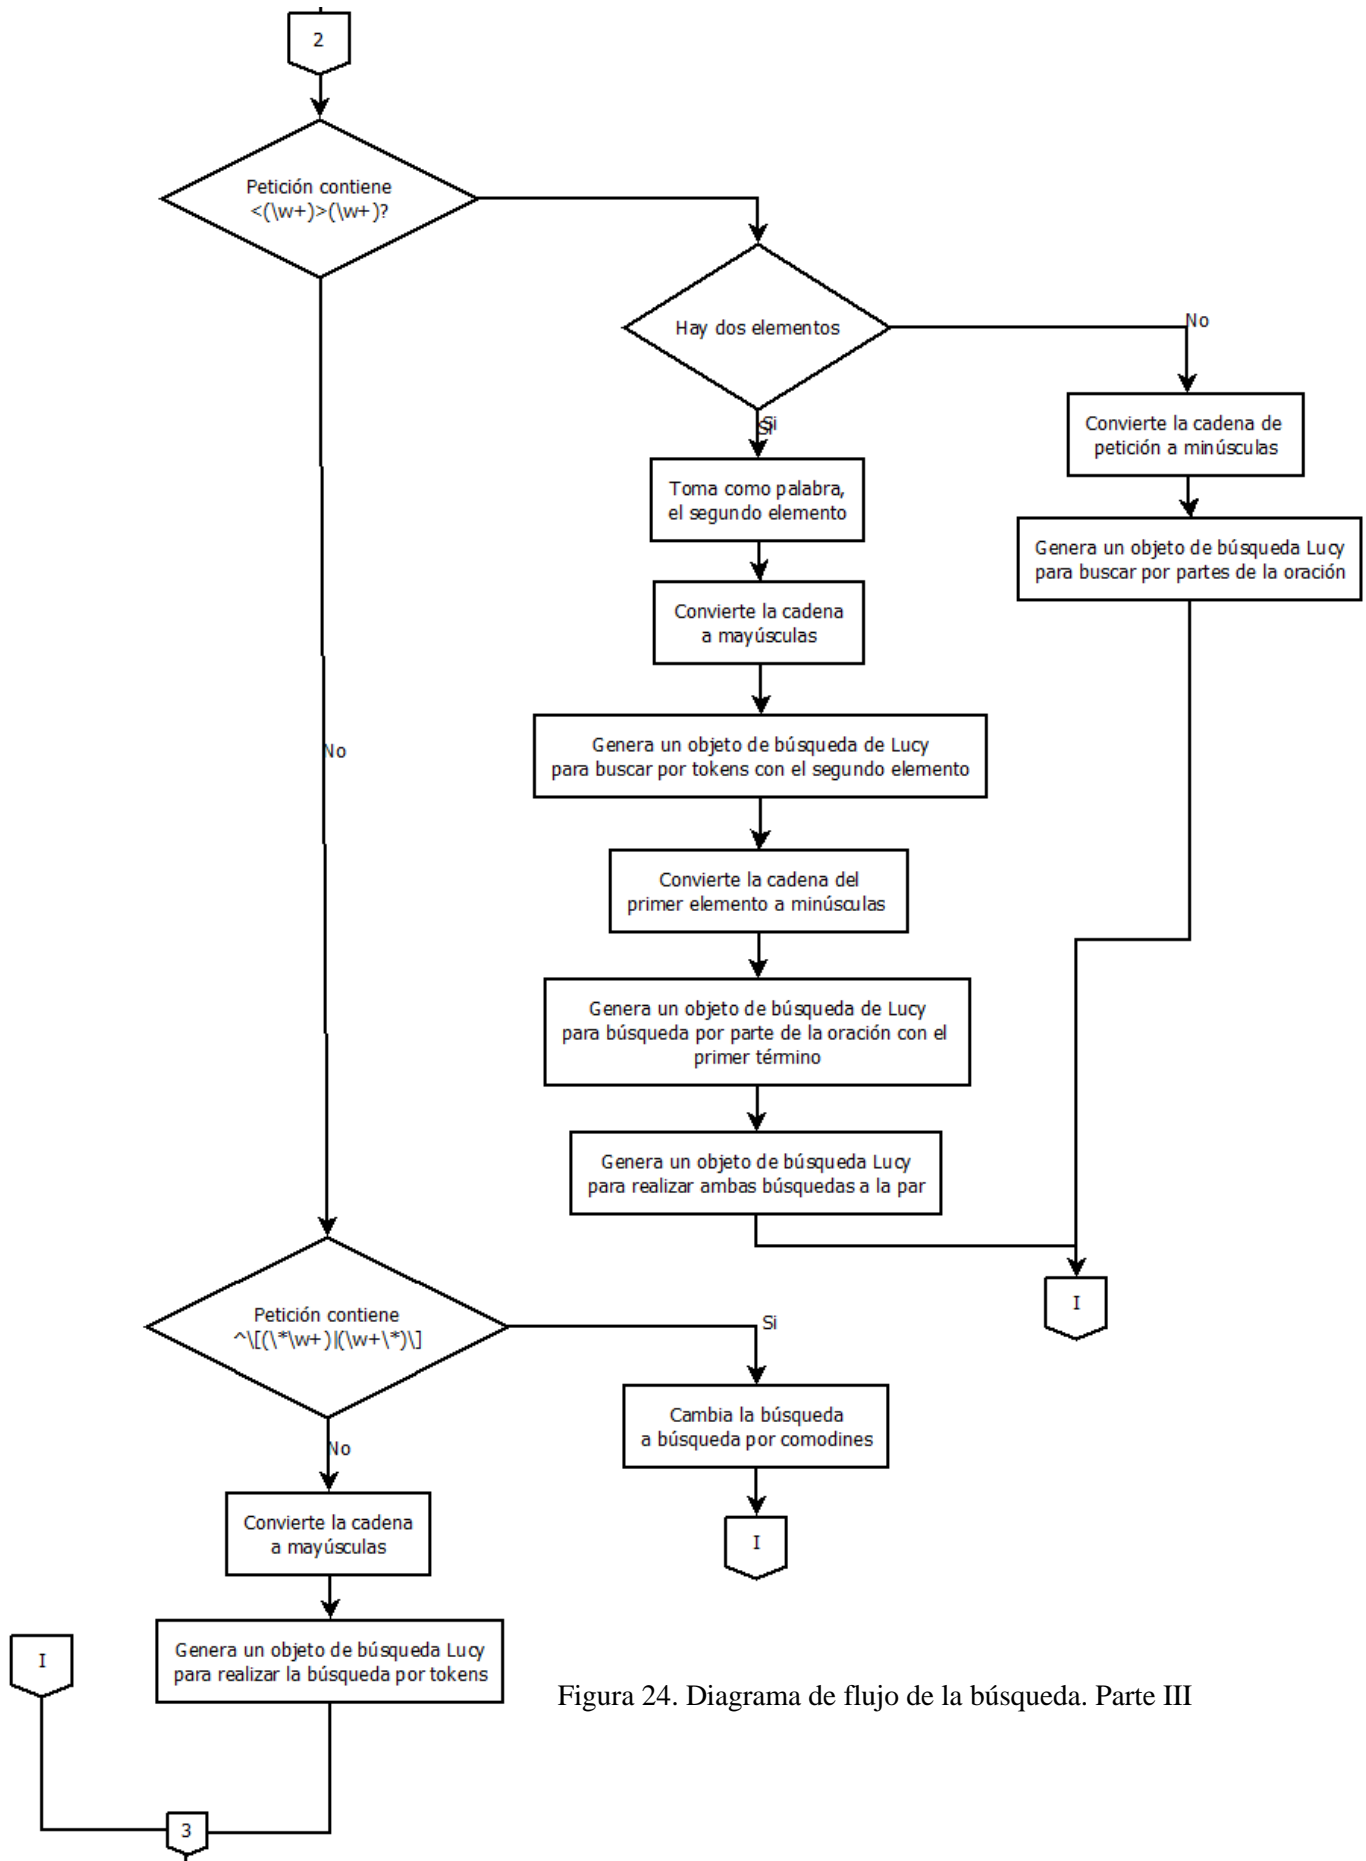 2
Petición contiene
<(\w+)>(\w+)?
Hay dos elementos
No
Si
Si
Convierte la cadena de
petición a minúsculas
Toma como palabra,
el segundo elemento
Genera un objeto de búsqueda Lucy
para buscar por partes de la oración
Convierte la cadena
a mayúsculas
No
Genera un objeto de búsqueda de Lucy
para buscar por tokens con el segundo elemento
Convierte la cadena del
primer elemento a minúsculas
Genera un objeto de búsqueda de Lucy
para búsqueda por parte de la oración con el
primer término
Genera un objeto de búsqueda Lucy
para realizar ambas búsquedas a la par
I
Petición contiene
^\[(\*\w+)|(\w+\*)\]
Si
Cambia la búsqueda
a búsqueda por comodines
No
Convierte la cadena
a mayúsculas
I
Genera un objeto de búsqueda Lucy
para realizar la búsqueda por tokens
I
Figura 24. Diagrama de flujo de la búsqueda. Parte III
3